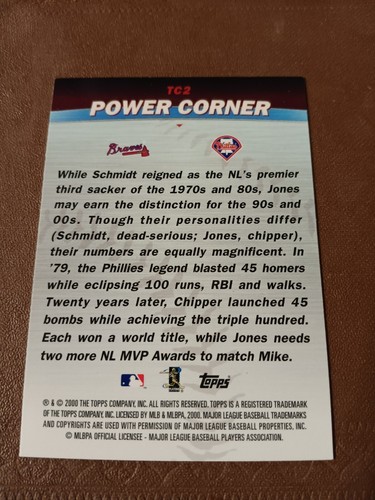 TC2
POWER CORNER
Braves
Phillies
While Schmidt reigned as the NL's premier
third sacker of the 1970s and 80s, Jones
may earn the distinction for the 90s and
00s. Though their personalities differ
(Schmidt, dead-serious; Jones, chipper),
their numbers are equally magnificent. In
'79, the Phillies legend blasted 45 homers
while eclipsing 100 runs, RBI and walks.
Twenty years later, Chipper launched 45
bombs while achieving the triple hundred.
Each won a world title, while Jones needs
two more NL MVP Awards to match Mike.
Topps
® & © 2000 THE TOPPS COMPANY, INC. ALL RIGHTS RESERVED. TOPPS IS A REGISTERED TRADEMARK
OF THE TOPPS COMPANY, INC. LICENSED BY MLB & MLBPA, 2000. MAJOR LEAGUE BASEBALL TRADEMARKS
AND COPYRIGHTS ARE USED WITH PERMISSION OF MAJOR LEAGUE BASEBALL PROPERTIES, INC.
© MLBPA OFFICIAL LICENSEE - MAJOR LEAGUE BASEBALL PLAYERS ASSOCIATION.